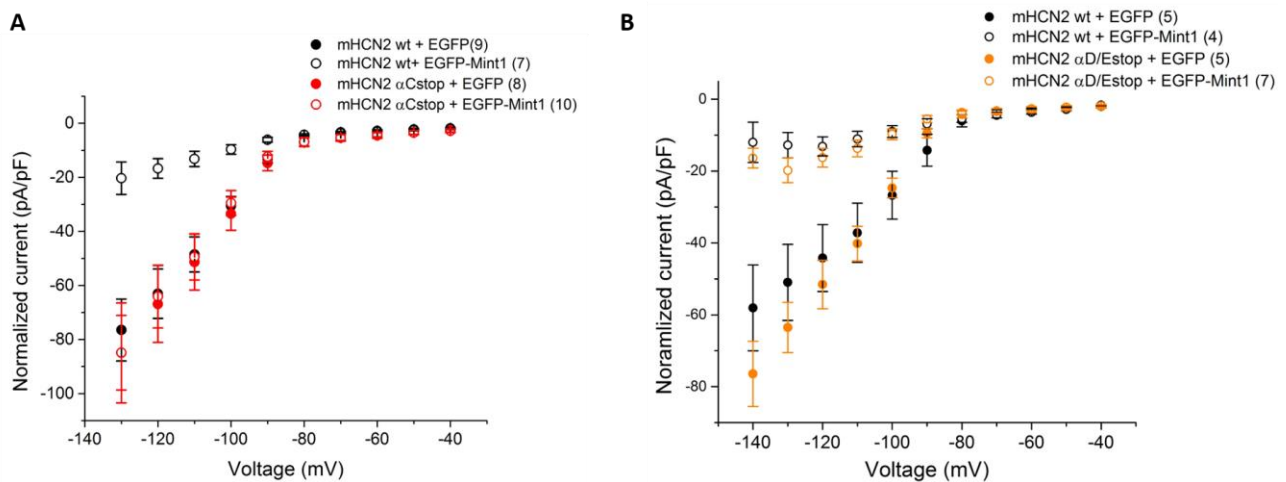 A
mHCN2 wt + EGFP(9)
mHCN2 wt+ EGFP-Mint1 (7)
mHCN2 αCstop + EGFP (8)
mHCN2 αCstop + EGFP-Mint1 (10)
0
-20
-40
-60
-80
-100
Normalized current (pA/pF)
-140 -120 -100 -80 -60 -40
Voltage (mV)
B
mHCN2 wt + EGFP (5)
mHCN2 wt + EGFP-Mint1 (4)
mHCN2 αD/Estop + EGFP (5)
mHCN2 αD/Estop + EGFP-Mint1 (7)
0
-20
-40
-60
-80
Noramlized current (pA/pF)
-140 -120 -100 -80 -60 -40
Voltage (mV)